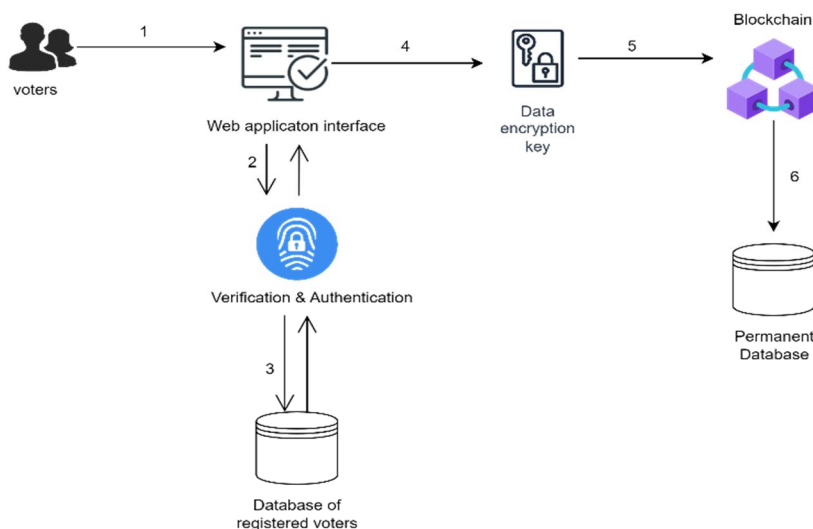 1
4
5
Blockchain
voters
Web applicaton interface
Data
encryption
key
2
6
Verification & Authentication
3
Permanent
Database
Database of
registered voters